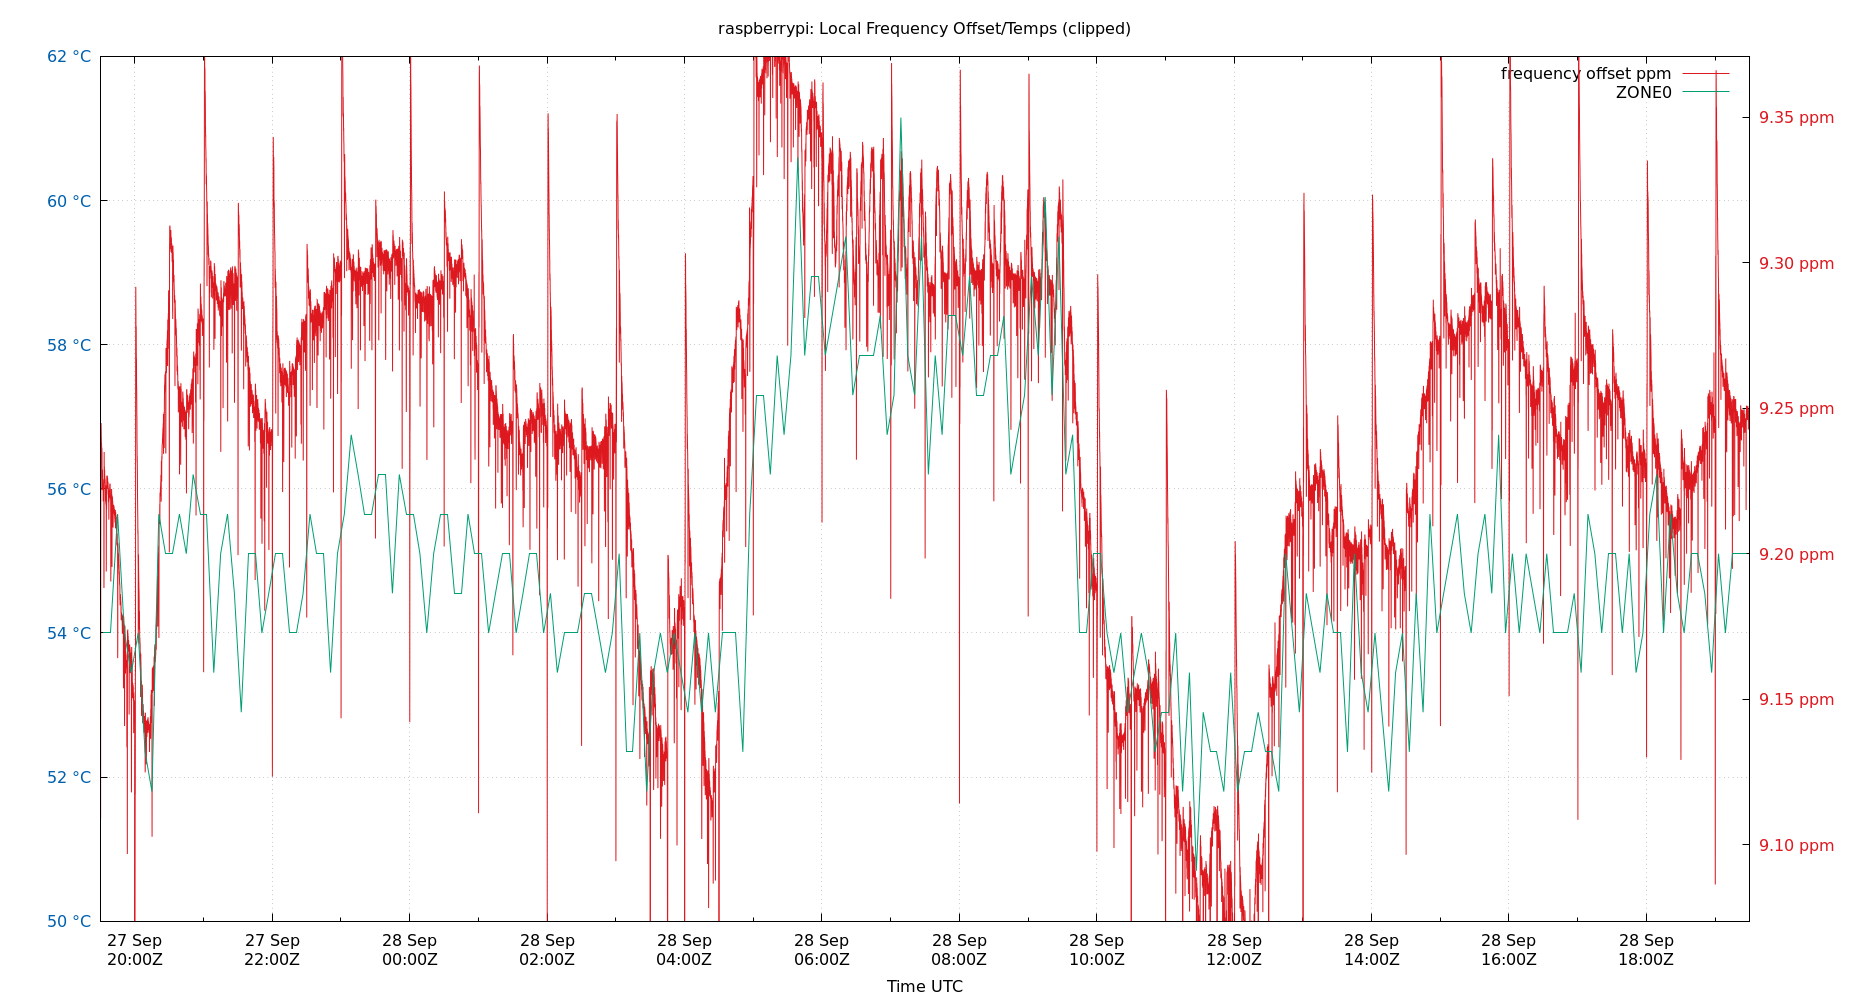 raspberrypi: Local Frequency Offset/Temps (clipped)
62 °C
60 °C
58 °C
56 °C
54 °C
52 °C
50 °C
frequency offset ppm
ZONE0
9.35 ppm
9.30 ppm
9.25 ppm
9.20 ppm
9.15 ppm
9.10 ppm
27 Sep
20:00Z
27 Sep
22:00Z
28 Sep
00:00Z
28 Sep
02:00Z
28 Sep
04:00Z
28 Sep
06:00Z
28 Sep
08:00Z
28 Sep
10:00Z
28 Sep
12:00Z
28 Sep
14:00Z
28 Sep
16:00Z
28 Sep
18:00Z
Time UTC